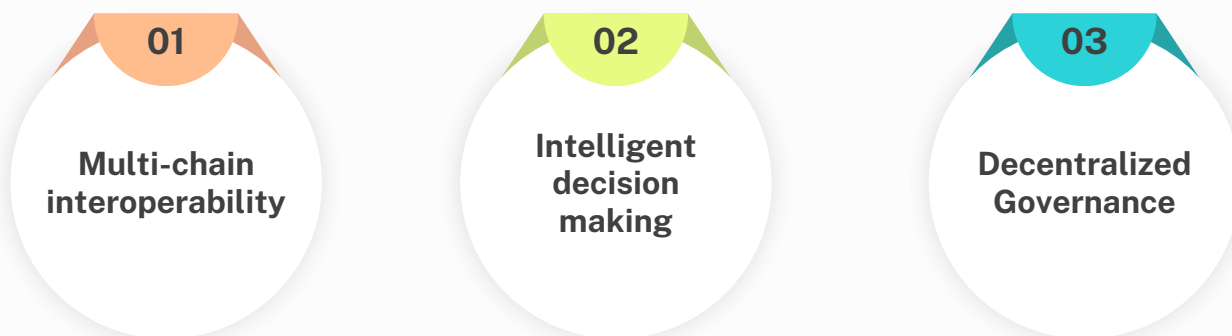 01
Multi-chain
interoperability
02
Intelligent
decision
making
03
Decentralized
Governance